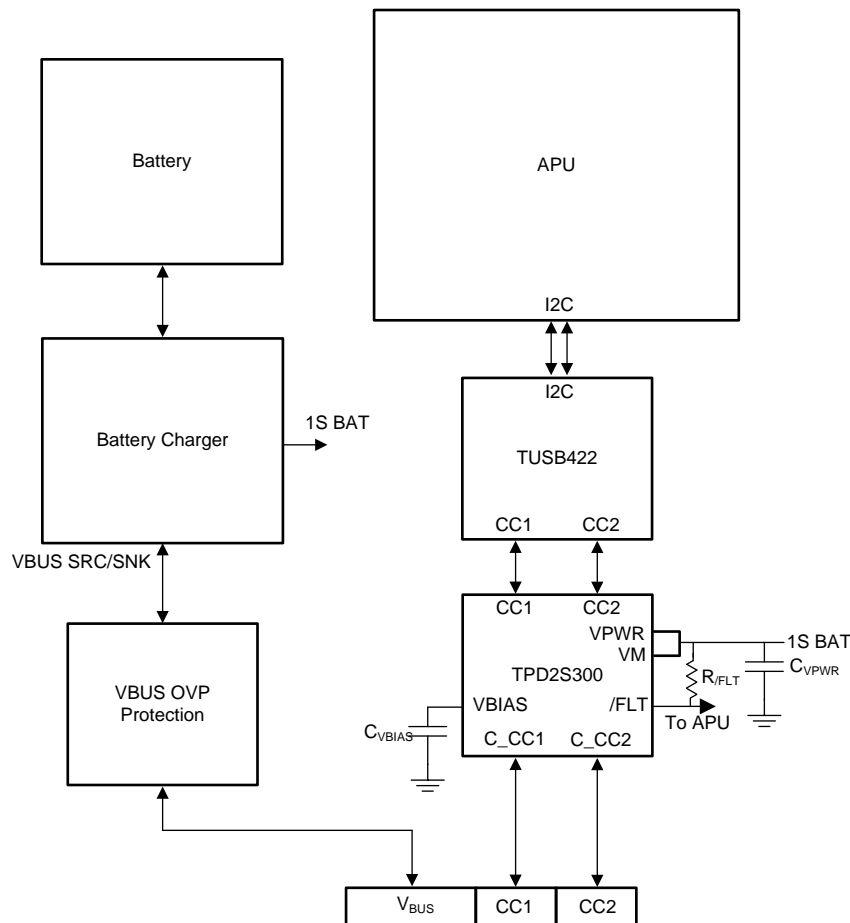 Battery
APU
I2C
I2C
Battery Charger
1S BAT
TUSB422
CC1 CC2
VBUS SRC/SNK
CC1 CC2
VPWR
1S BAT
VM
VBUS OVP
Protection
TPD2S300
R/FLT
CVPWR
VBIAS
/FLT
To APU
CVBIAS
C_CC1 C_CC2
VBUS CC1 CC2